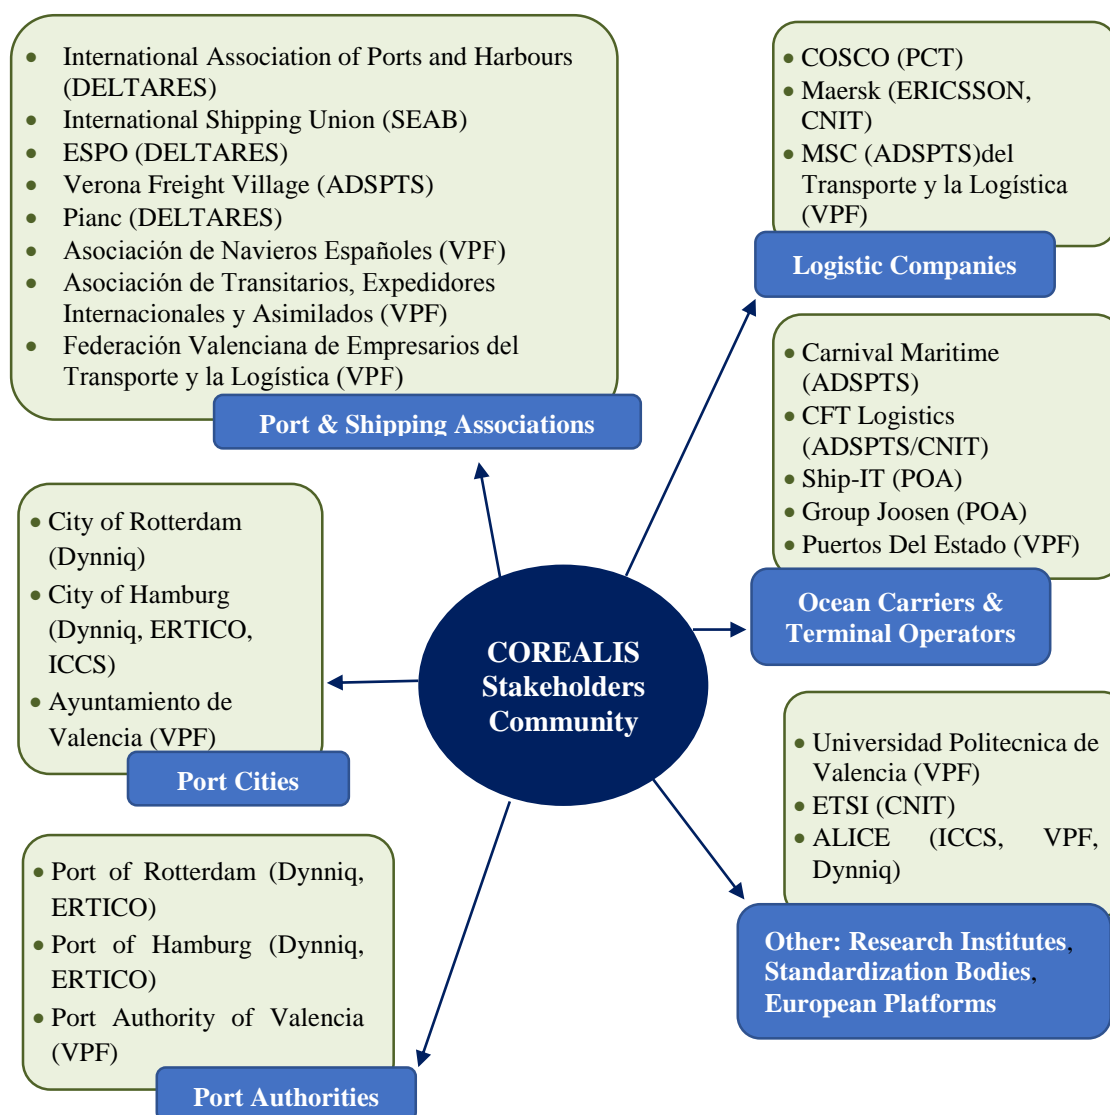 International Association of Ports and Harbours
(DELTARES)
International Shipping Union (SEAB)
ESPO (DELTARES)
Verona Freight Village (ADSPTS)
Pianc (DELTARES)
Asociación de Navieros Españoles (VPF)
Asociación de Transitarios, Expedidores
Internacionales y Asimilados (VPF)
Federación Valenciana de Empresarios del
Transporte y la Logística (VPF)
Port & Shipping Associations
COSCO (PCT)
Maersk (ERICSSON,
CNIT)
MSC (ADSPTS)del
Transporte y la Logística
(VPF)
Logistic Companies
Carnival Maritime
(ADSPTS)
CFT Logistics
(ADSPTS/CNIT)
Ship-IT (POA)
Group Joosen (POA)
Puertos Del Estado (VPF)
Ocean Carriers &
Terminal Operators
City of Rotterdam
(Dynniq)
City of Hamburg
(Dynniq, ERTICO,
ICCS)
Ayuntamiento de
Valencia (VPF)
Port Cities
COREALIS
Stakeholders
Community
Universidad Politecnica de
Valencia (VPF)
ETSI (CNIT)
ALICE (ICCS, VPF,
Dynniq)
Other: Research Institutes,
Standardization Bodies,
European Platforms
Port of Rotterdam (Dynniq,
ERTICO)
Port of Hamburg (Dynniq,
ERTICO)
Port Authority of Valencia
(VPF)
Port Authorities